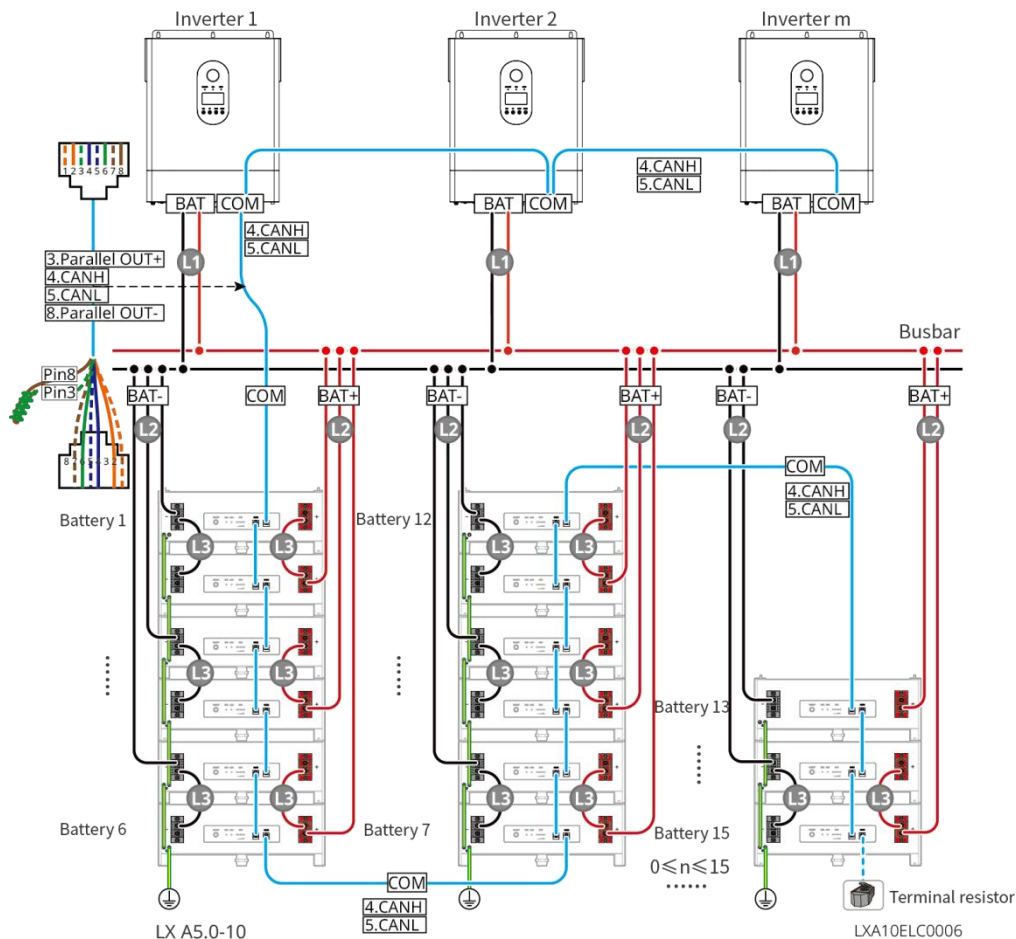 Inverter 1
Inverter 2
Inverter m
1 2 3 4 5 6 7 8
4.CANH
5.CANL
BAT
COM
BAT
COM
BAT
COM
4.CANH
5.CANL
3.Parallel OUT+
4.CANH
5.CANL
8.Parallel OUT-
L1
L1
L1
Busbar
Pin8
Pin3
BAT-
COM
BAT+
BAT-
BAT+
BAT-
BAT+
L2
L2
L2
L2
L2
L2
COM
4.CANH
5.CANL
Battery 1
Battery 12
L3
L3
L3
L3
L3
L3
L3
L3
Battery 13
L3
L3
L3
L3
L3
L3
Battery 6
Battery 7
Battery 15
0≤n≤15
COM
4.CANH
5.CANL
Terminal resistor
LX A5.0-10
LXA10ELC0006